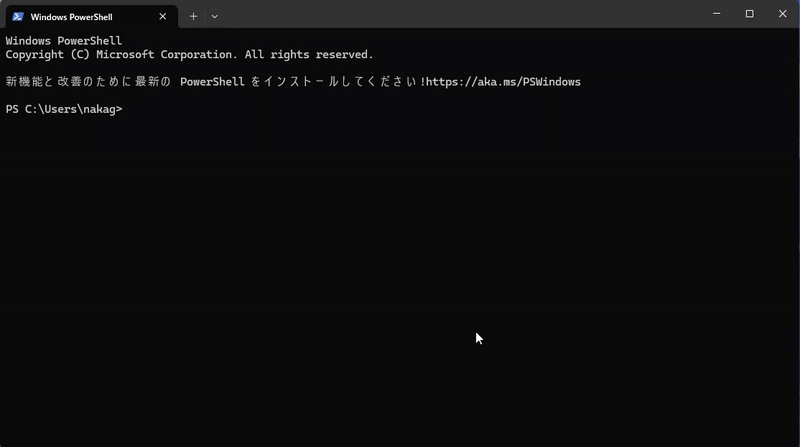 Windows PowerShell
Windows PowerShell
Copyright (C) Microsoft Corporation. All rights reserved.
新機能と改善のために最新の PowerShell をインストールしてください!https://aka.ms/PSWindows
PS C:\Users\nakag>